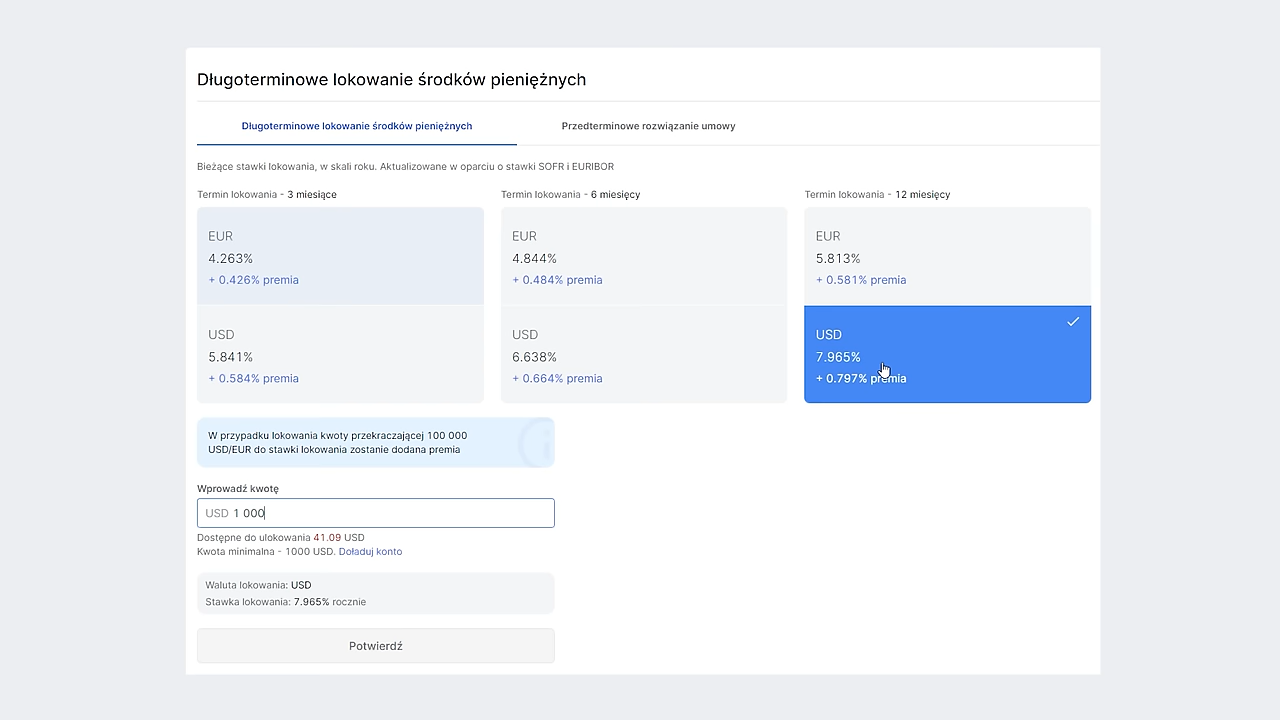 Długoterminowe lokowanie środków pieniężnych
Długoterminowe lokowanie środków pieniężnych
Przedterminowe rozwiązanie umowy
Bieżące stawki lokowania, w skali roku. Aktualizowane w oparciu o stawki SOFR i EURIBOR
Termin lokowania - 3 miesiące
EUR
4.263%
+ 0.426% premia
USD
5.841%
+ 0.584% premia
Termin lokowania - 6 miesięcy
EUR
4.844%
+ 0.484% premia
USD
6.638%
+ 0.664% premia
Termin lokowania - 12 miesięcy
EUR
5.813%
+ 0.581% premia
USD
7.965%
+ 0.797% premia
W przypadku lokowania kwoty przekraczającej 100 000
USD/EUR do stawki lokowania zostanie dodana premia
Wprowadź kwotę
USD 1 000
Dostępne do ulokowania 41.09 USD
Kwota minimalna - 1000 USD. Doładuj konto
Waluta lokowania: USD
Stawka lokowania: 7.965% rocznie
Potwierdź